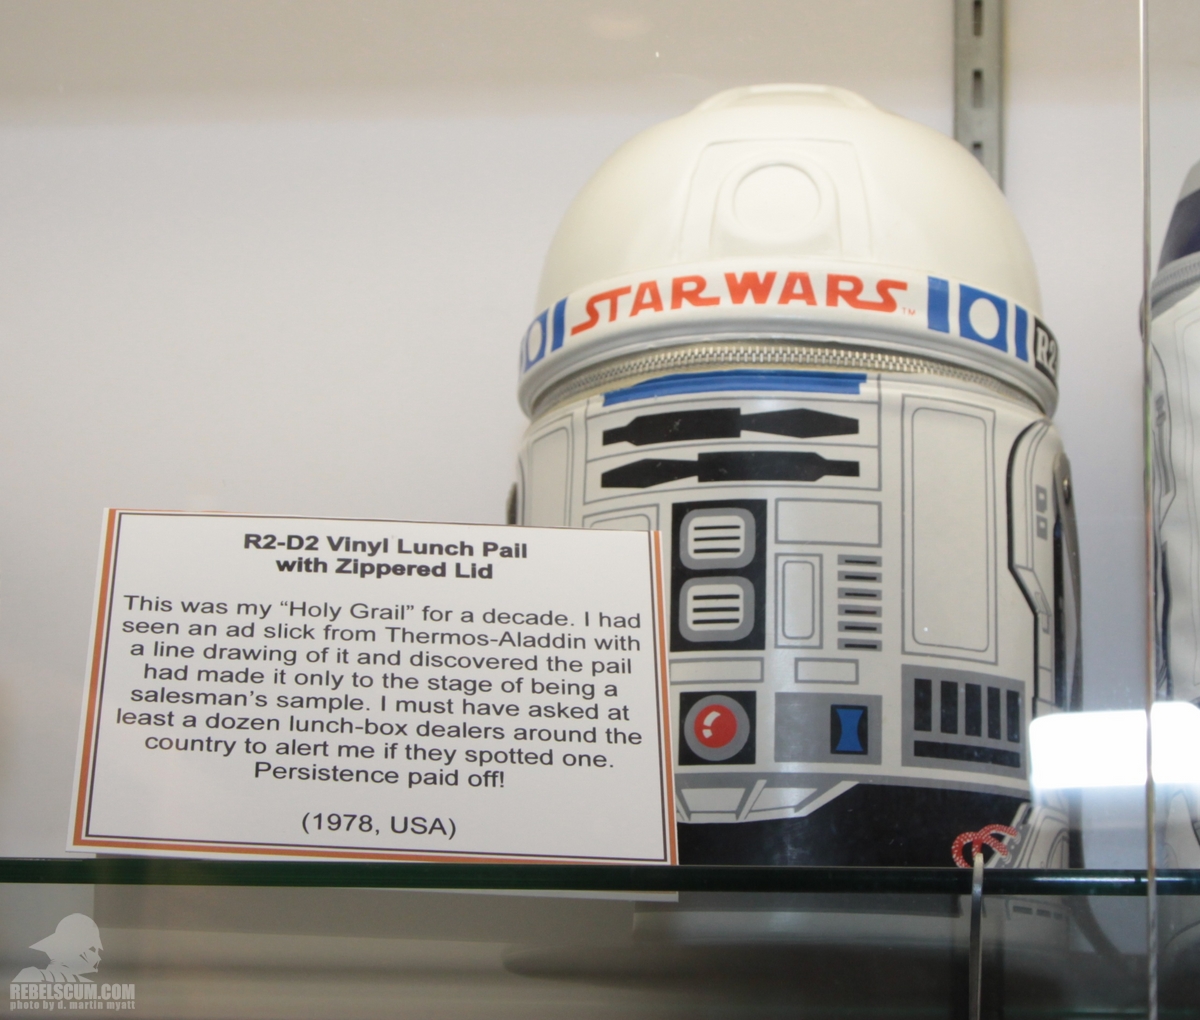 STAR WARS
TM
R2
R2-D2 Vinyl Lunch Pail
with Zippered Lid
This was my “Holy Grail” for a decade. I had
seen an ad slick from Thermos-Aladdin with
a line drawing of it and discovered the pail
had made it only to the stage of being a
salesman’s sample. I must have asked at
least a dozen lunch-box dealers around the
country to alert me if they spotted one.
Persistence paid off!
(1978, USA)
REBELSCUM.COM
photo by d. martin myatt